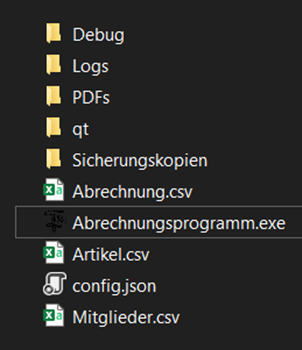 Debug
Logs
PDFs
qt
Sicherungskopien
Abrechnung.csv
Abrechnungsprogramm.exe
Artikel.csv
config.json
Mitglieder.csv